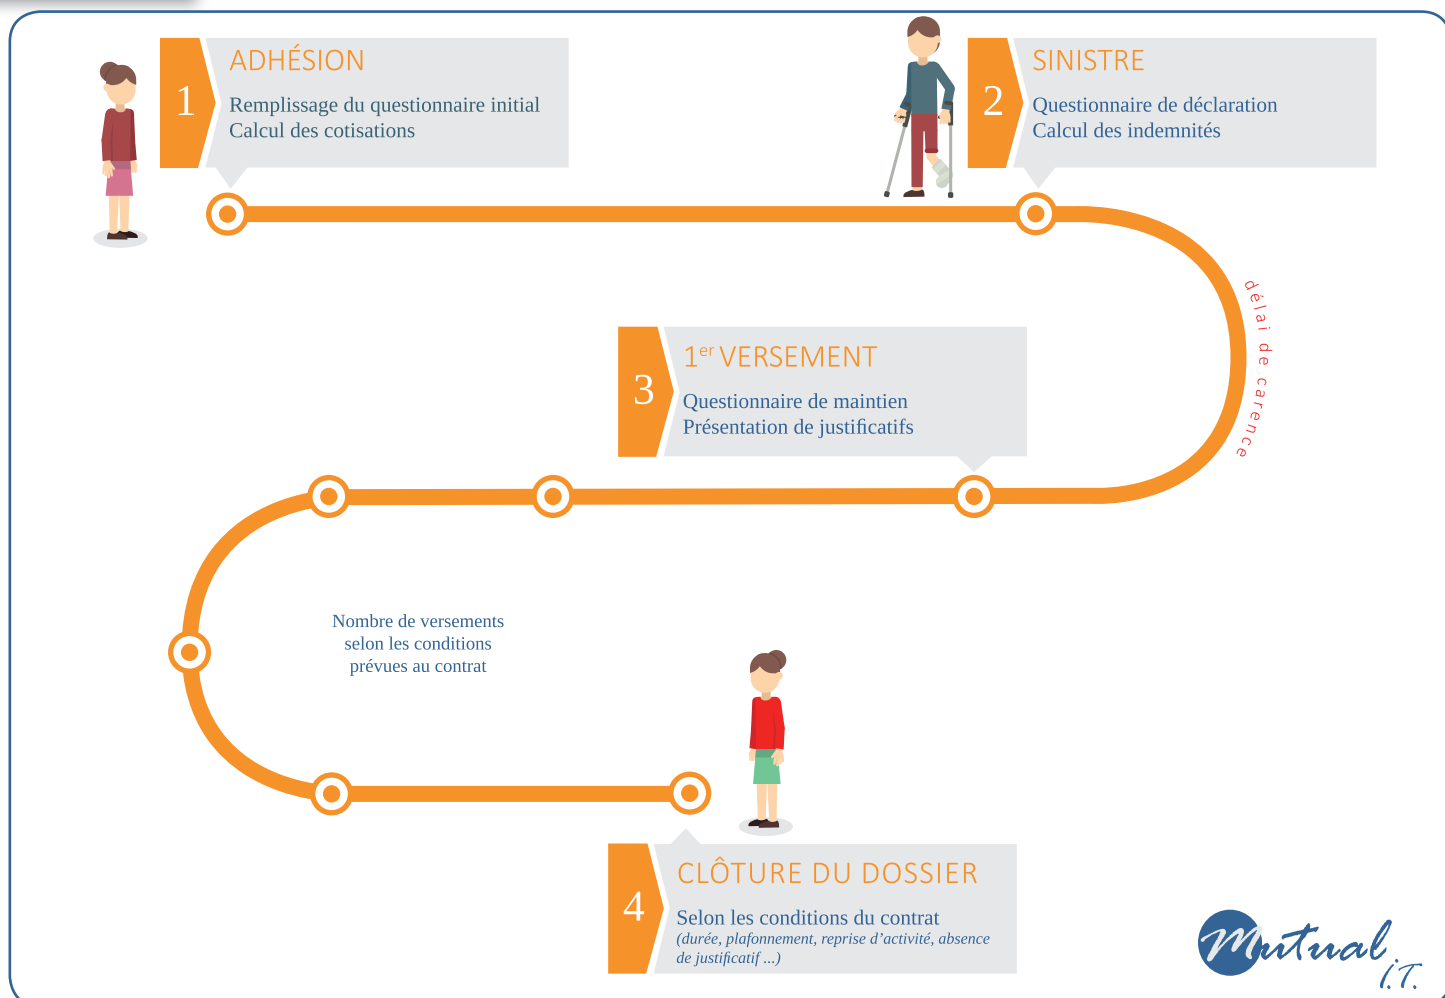 1
ADHÉSION
Remplissage du questionnaire initial
Calcul des cotisations
2
SINISTRE
Questionnaire de déclaration
Calcul des indemnités
délai de carence
3
1er VERSEMENT
Questionnaire de maintien
Présentation de justificatifs
Nombre de versements
selon les conditions
prévues au contrat
4
CLÔTURE DU DOSSIER
Selon les conditions du contrat
(durée, plafonnement, reprise d'activité, absence
de justificatif ...)
Mutual
I.T.